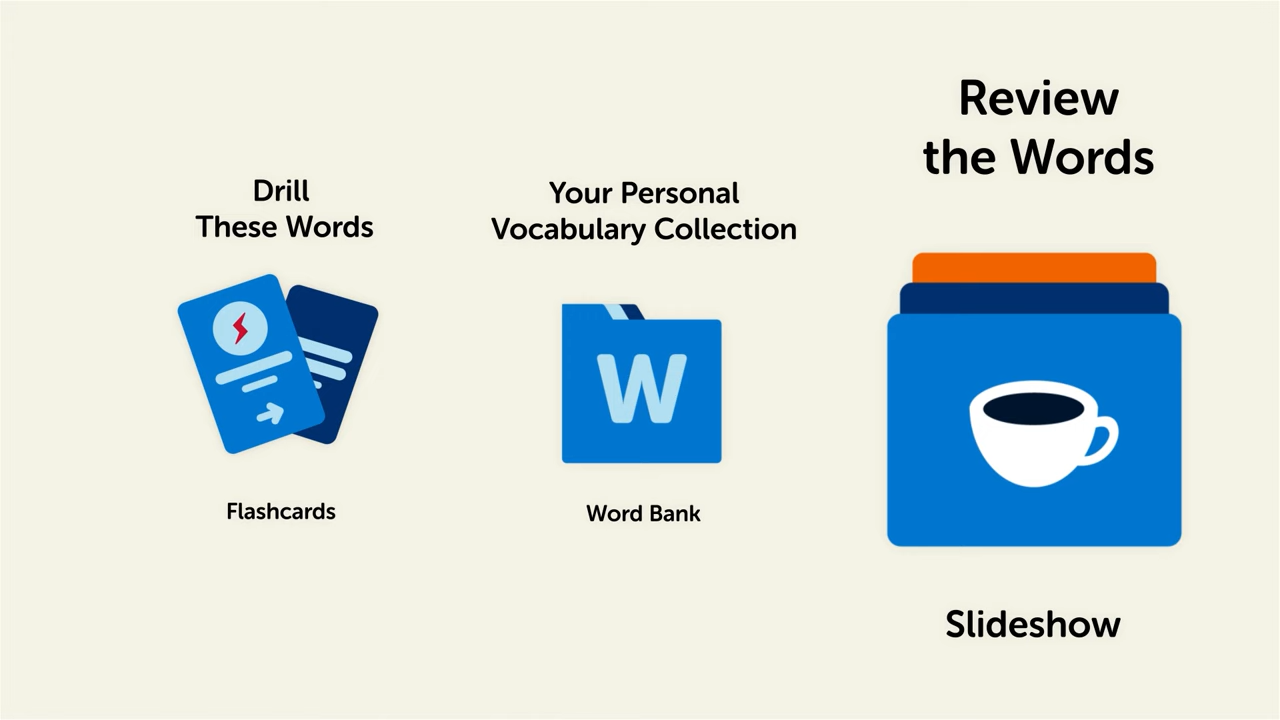 Drill
These Words
Flashcards
Your Personal
Vocabulary Collection
W
Word Bank
Review
the Words
Slideshow